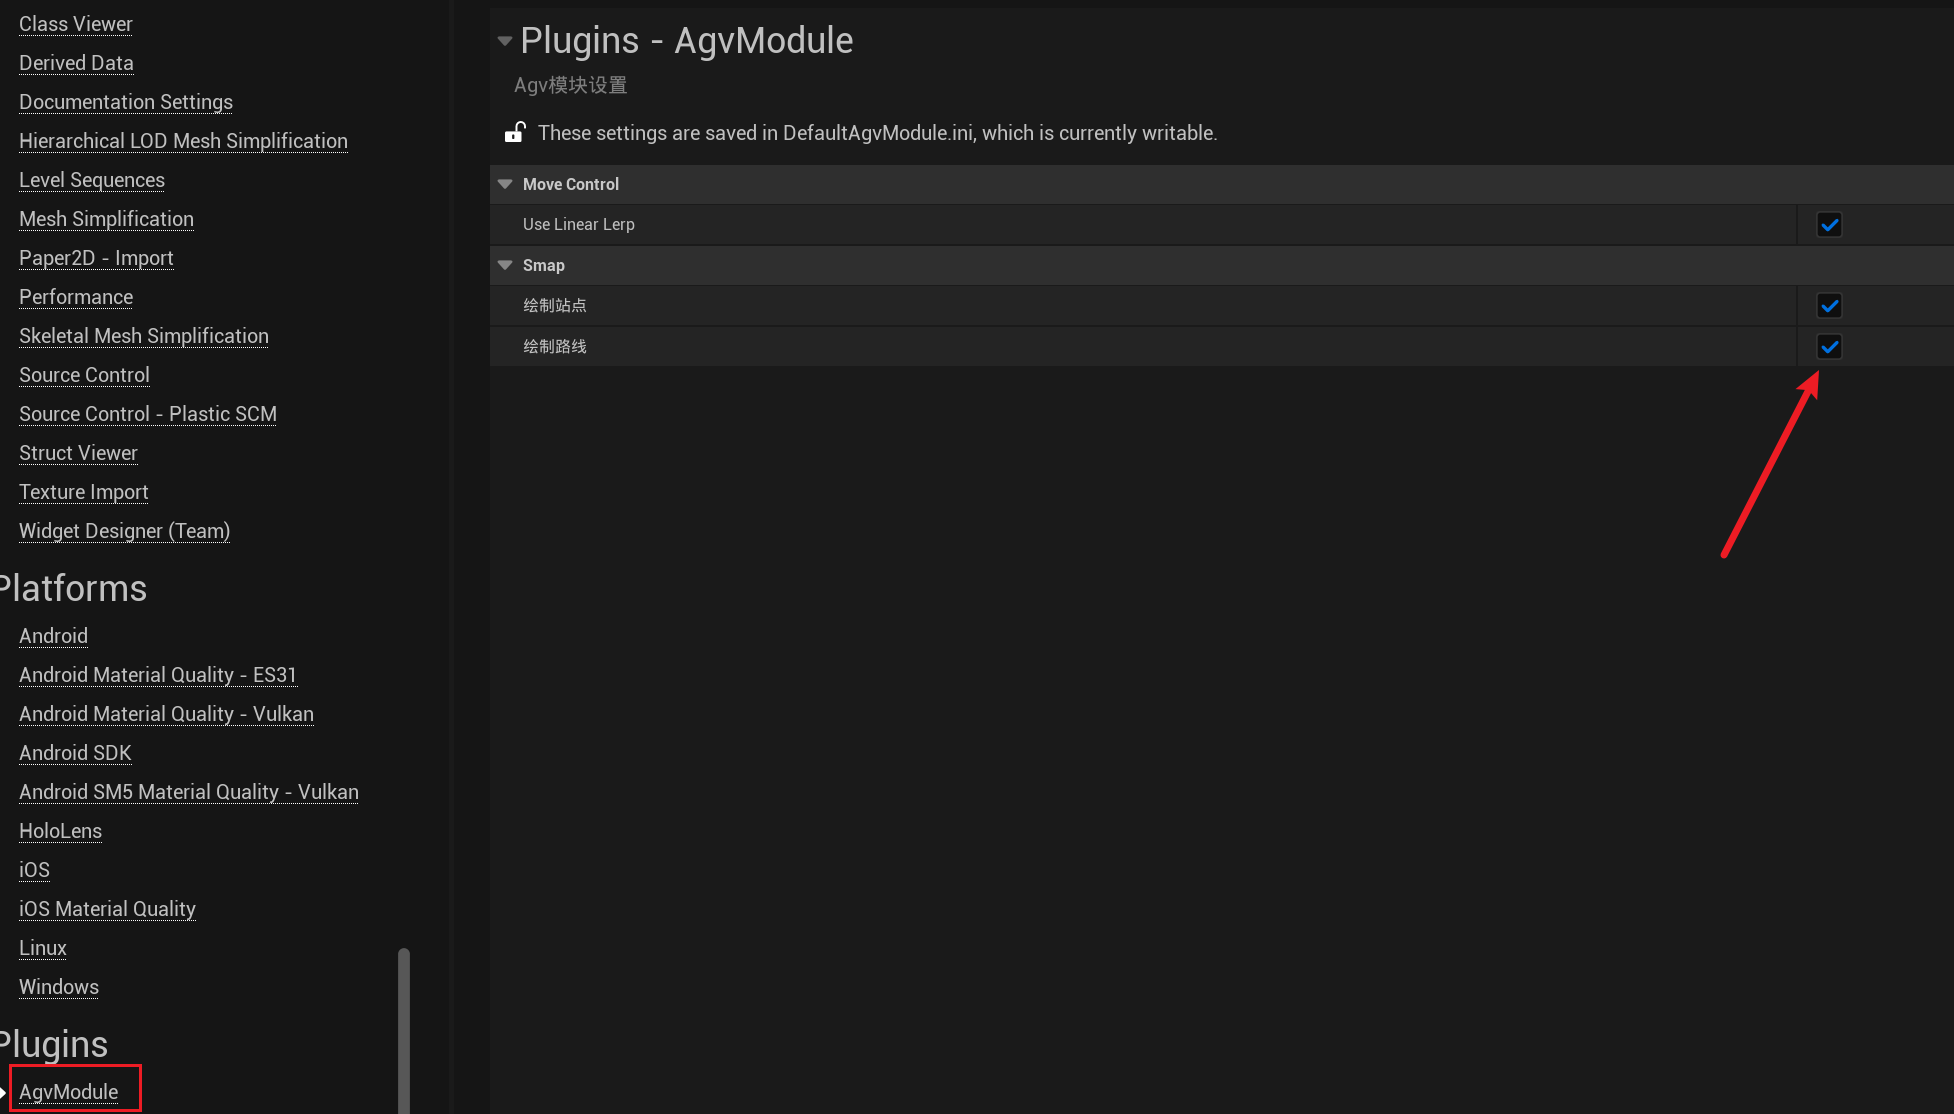 Class Viewer
Derived Data
Documentation Settings
Hierarchical LOD Mesh Simplification
Level Sequences
Mesh Simplification
Paper2D - Import
Performance
Skeletal Mesh Simplification
Source Control
Source Control - Plastic SCM
Struct Viewer
Texture Import
Widget Designer (Team)
Platforms
Android
Android Material Quality - ES31
Android Material Quality - Vulkan
Android SDK
Android SM5 Material Quality - Vulkan
HoloLens
iOS
iOS Material Quality
Linux
Windows
Plugins
AgvModule
Plugins - AgvModule
Agv模块设置
These settings are saved in DefaultAgvModule.ini, which is currently writable.
Move Control
Use Linear Lerp
Smap
绘制站点
绘制路线